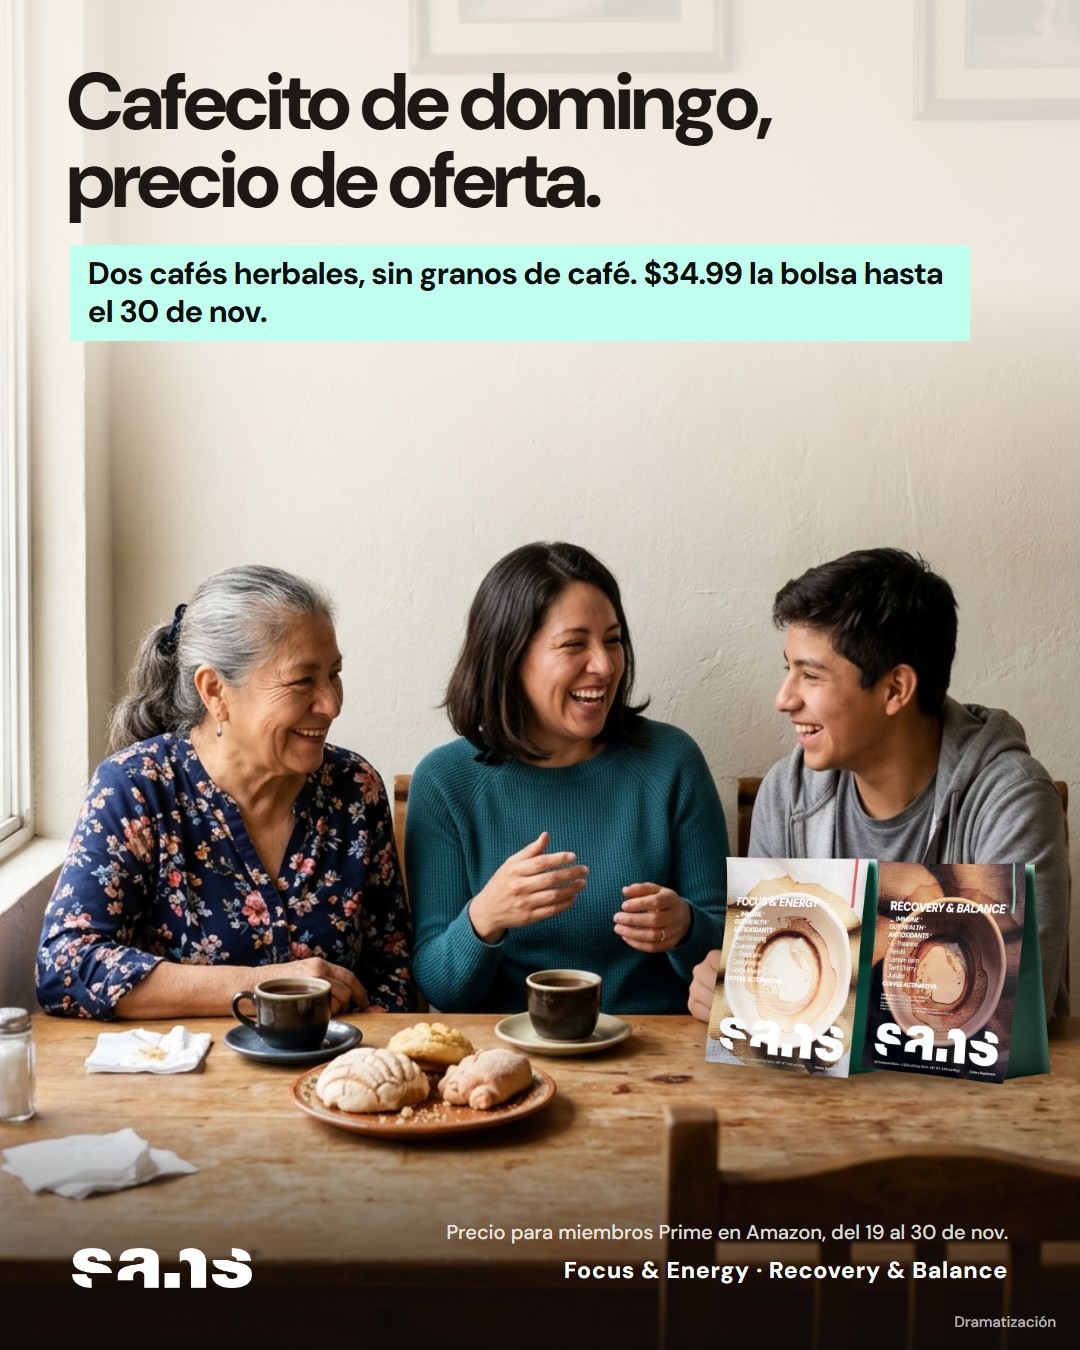 Cafecito de domingo,
precio de oferta.
Dos cafés herbales, sin granos de café. $34.99 la bolsa hasta
el 30 de nov.
FOCUS & ENERGY
IMMUNE
GUT HEALTH
ANTIOXIDANTS
COFFEE ALTERNATIVE
sans
RECOVERY & BALANCE
IMMUNE
GUT HEALTH
ANTIOXIDANTS
L-Theanine
Reishi
Lemon Balm
Tart Cherry
Jujube
COFFEE ALTERNATIVE
sans
Precio para miembros Prime en Amazon, del 19 al 30 de nov.
sans
Focus & Energy · Recovery & Balance
Dramatización